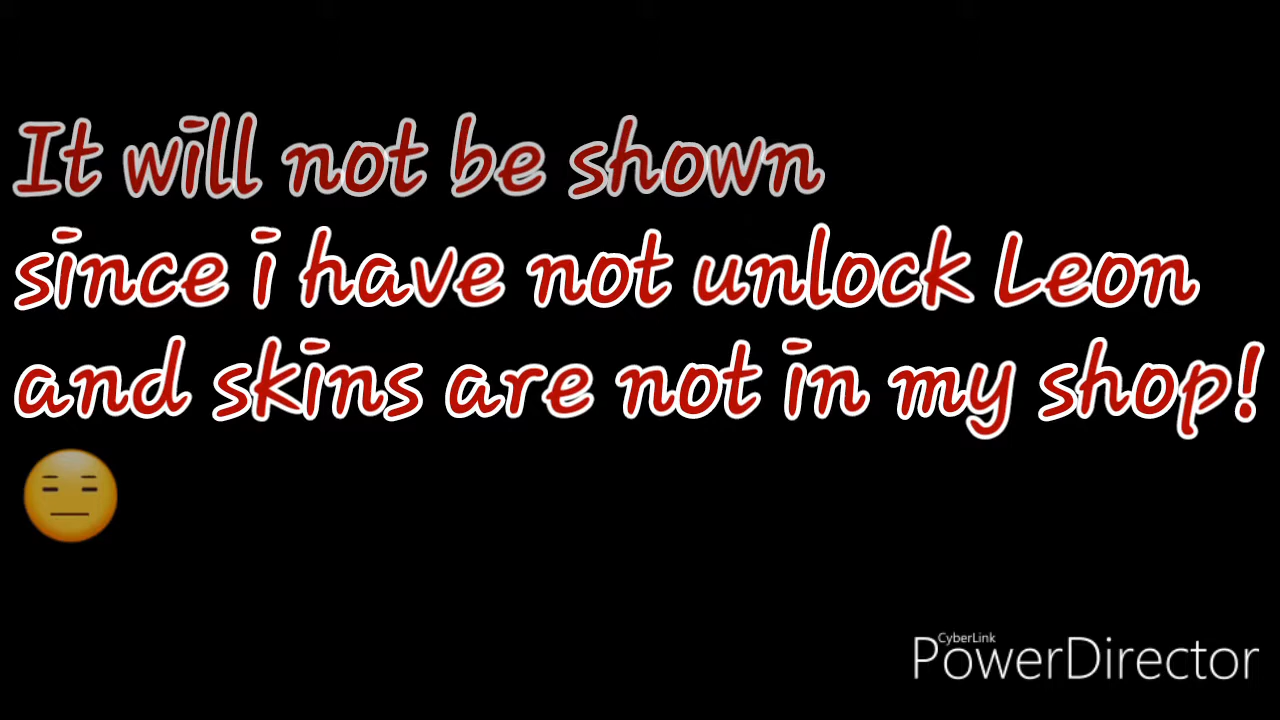 It will not be shown
since i have not unlock Leon
and skins are not in my shop!
😑
CyberLink
PowerDirector